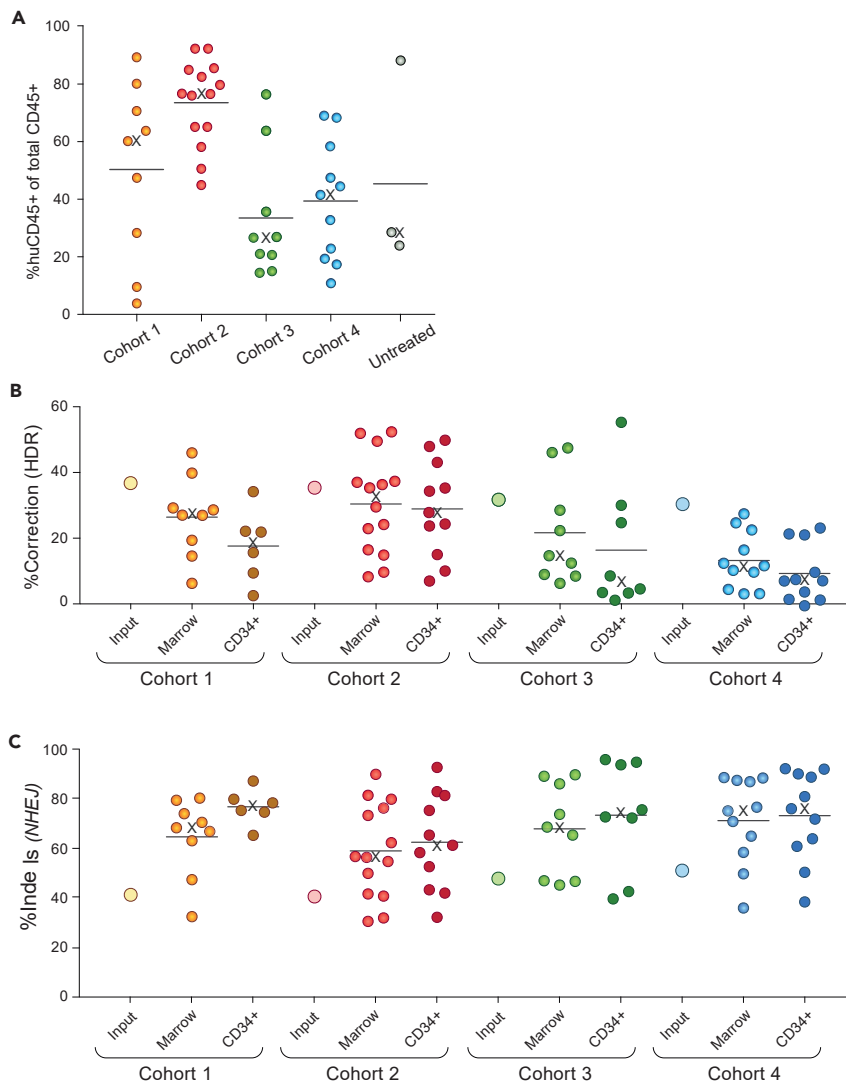 A
%huCD45+ of total CD45+
100
80
60
40
20
0
X
X
X
X
X
Cohort 1
Cohort 2
Cohort 3
Cohort 4
Untreated
B
%Correction (HDR)
60
40
20
0
X
X
X
X
X
X
X
X
Input
Marrow
CD34+
Input
Marrow
CD34+
Input
Marrow
CD34+
Input
Marrow
CD34+
Cohort 1
Cohort 2
Cohort 3
Cohort 4
C
%Inde ls (NHEJ)
100
80
60
40
20
0
X
X
X
X
X
X
X
X
Input
Marrow
CD34+
Input
Marrow
CD34+
Input
Marrow
CD34+
Input
Marrow
CD34+
Cohort 1
Cohort 2
Cohort 3
Cohort 4